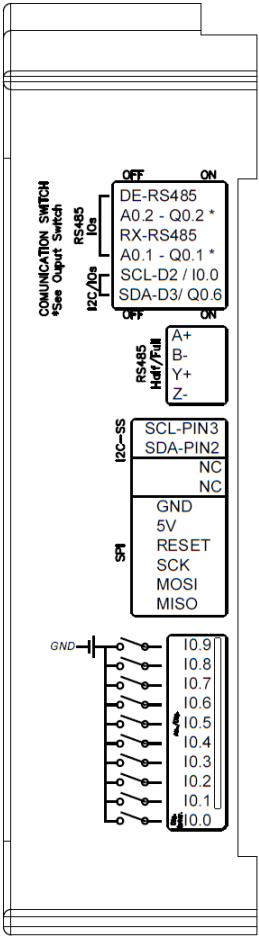 OFF ON
COMUNICATION SWITCH
*See Ouput Switch
RS485
IOs
I2C/IOs
DE-RS485
A0.2 - Q0.2 *
RX-RS485
A0.1 - Q0.1 *
SCL-D2 / I0.0
SDA-D3/ Q0.6
OFF ON
RS485
Half/Full
A+
B-
Y+
Z-
I2C-SS
SCL-PIN3
SDA-PIN2
NC
NC
SPI
GND
5V
RESET
SCK
MOSI
MISO
GND
I0.9
I0.8
I0.7
I0.6
I0.5
I0.4
I0.3
I0.2
I0.1
I0.0